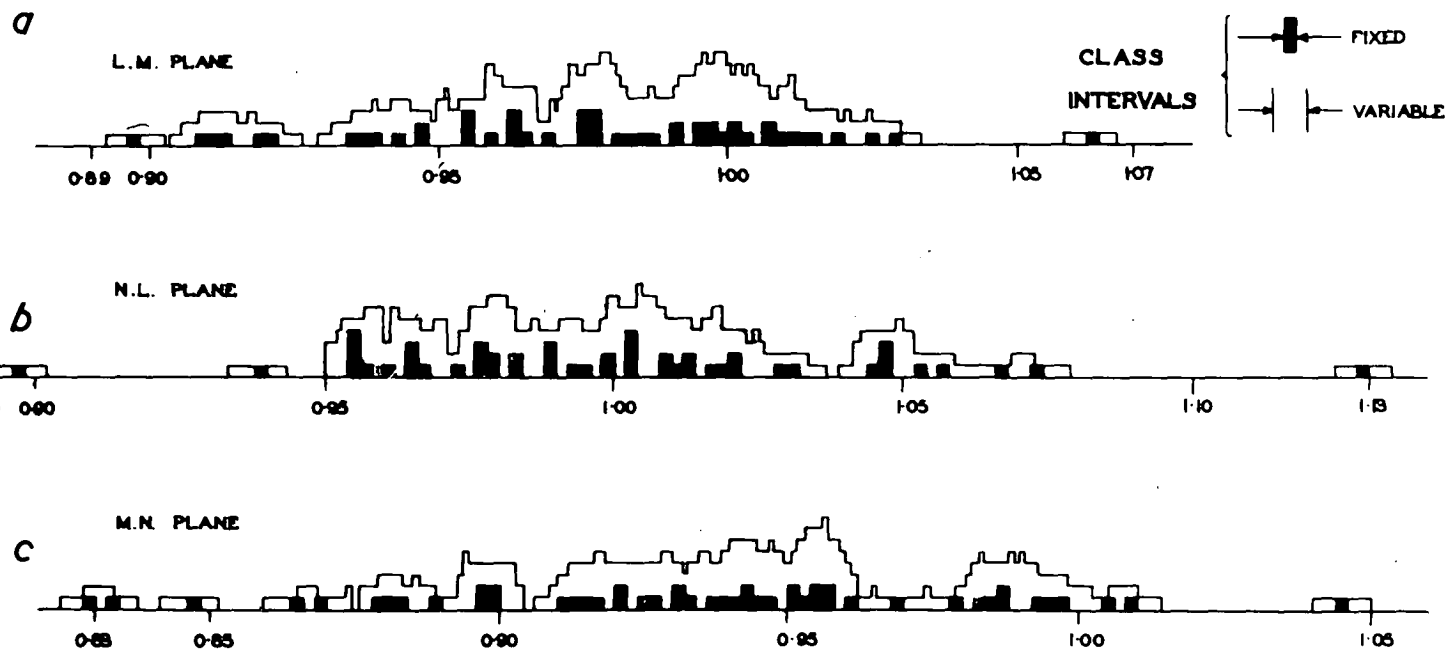 a
L.M. PLANE
CLASS
INTERVALS
FIXED
VARIABLE
0·89 0·90 0·95 1·00 1·05 1·07
b
N.L. PLANE
0·90 0·95 1·00 1·05 1·10 1·13
c
M.N. PLANE
0·83 0·85 0·90 0·95 1·00 1·05